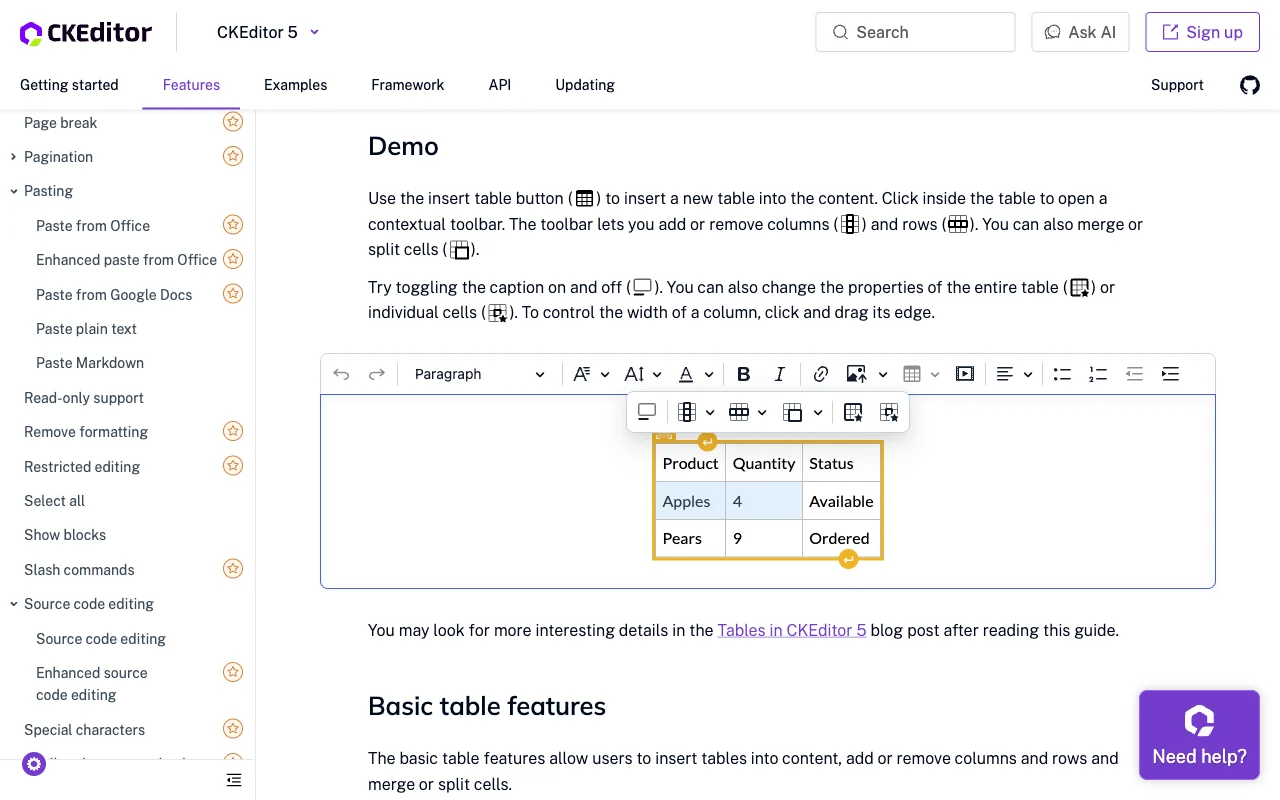 CKEditor
CKEditor 5
Search
Ask AI
Sign up
Getting started
Features
Examples
Framework
API
Updating
Support
Page break
Pagination
Pasting
Paste from Office
Enhanced paste from Office
Paste from Google Docs
Paste plain text
Paste Markdown
Read-only support
Remove formatting
Restricted editing
Select all
Show blocks
Slash commands
Source code editing
Source code editing
Enhanced source
code editing
Special characters
Demo
Use the insert table button ( ) to insert a new table into the content. Click inside the table to open a
contextual toolbar. The toolbar lets you add or remove columns ( ) and rows ( ). You can also merge or
split cells ( ).
Try toggling the caption on and off ( ). You can also change the properties of the entire table ( ) or
individual cells ( ). To control the width of a column, click and drag its edge.
Paragraph
Product Quantity Status
Apples 4 Available
Pears 9 Ordered
You may look for more interesting details in the Tables in CKEditor 5 blog post after reading this guide.
Basic table features
The basic table features allow users to insert tables into content, add or remove columns and rows and
merge or split cells.
Need help?